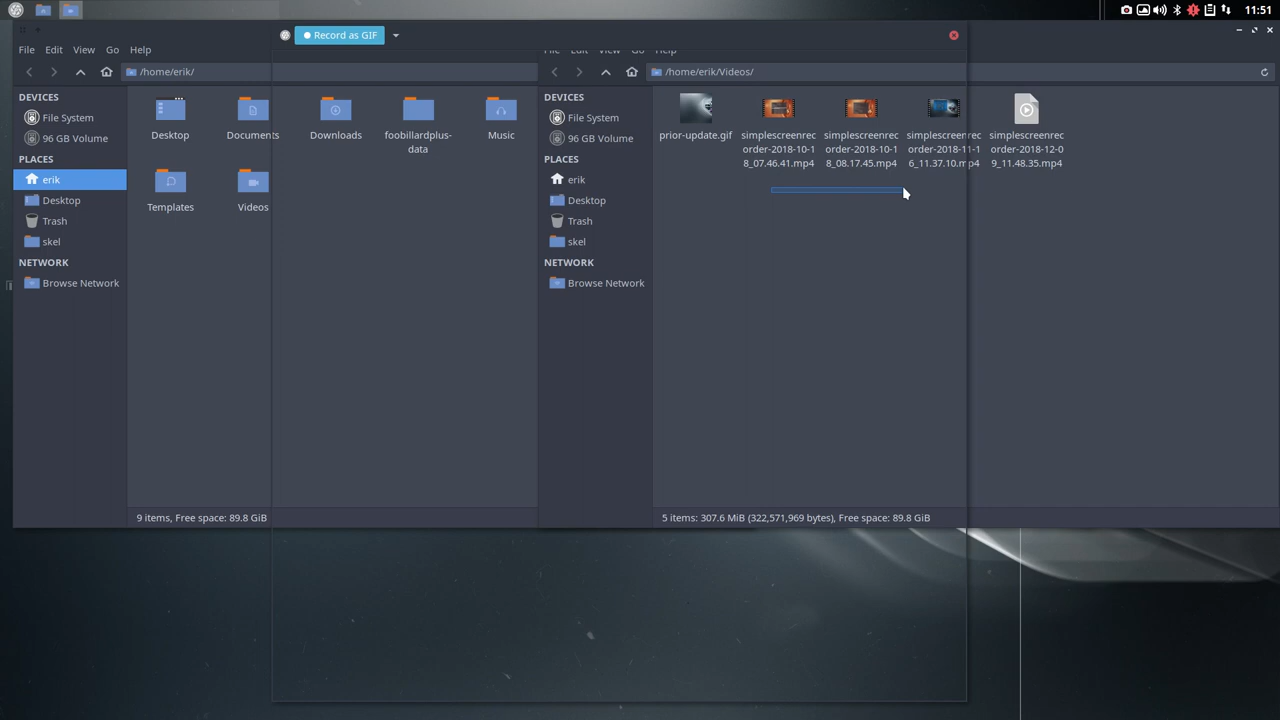 11:51
Record as GIF
File Edit View Go Help
/home/erik/
DEVICES
File System
96 GB Volume
PLACES
erik
Desktop
Trash
skel
NETWORK
Browse Network
Desktop
Documents
Downloads
foobillardplus-
data
Music
Templates
Videos
9 items, Free space: 89.8 GiB
File Edit View Go Help
/home/erik/Videos/
DEVICES
File System
96 GB Volume
PLACES
erik
Desktop
Trash
skel
NETWORK
Browse Network
prior-update.gif
simplescreenrec
order-2018-10-1
8_07.46.41.mp4
simplescreenrec
order-2018-10-1
8_08.17.45.mp4
simplescreenrec
order-2018-11-1
6_11.37.10.mp4
simplescreenrec
order-2018-12-0
9_11.48.35.mp4
5 items: 307.6 MiB (322,571,969 bytes), Free space: 89.8 GiB